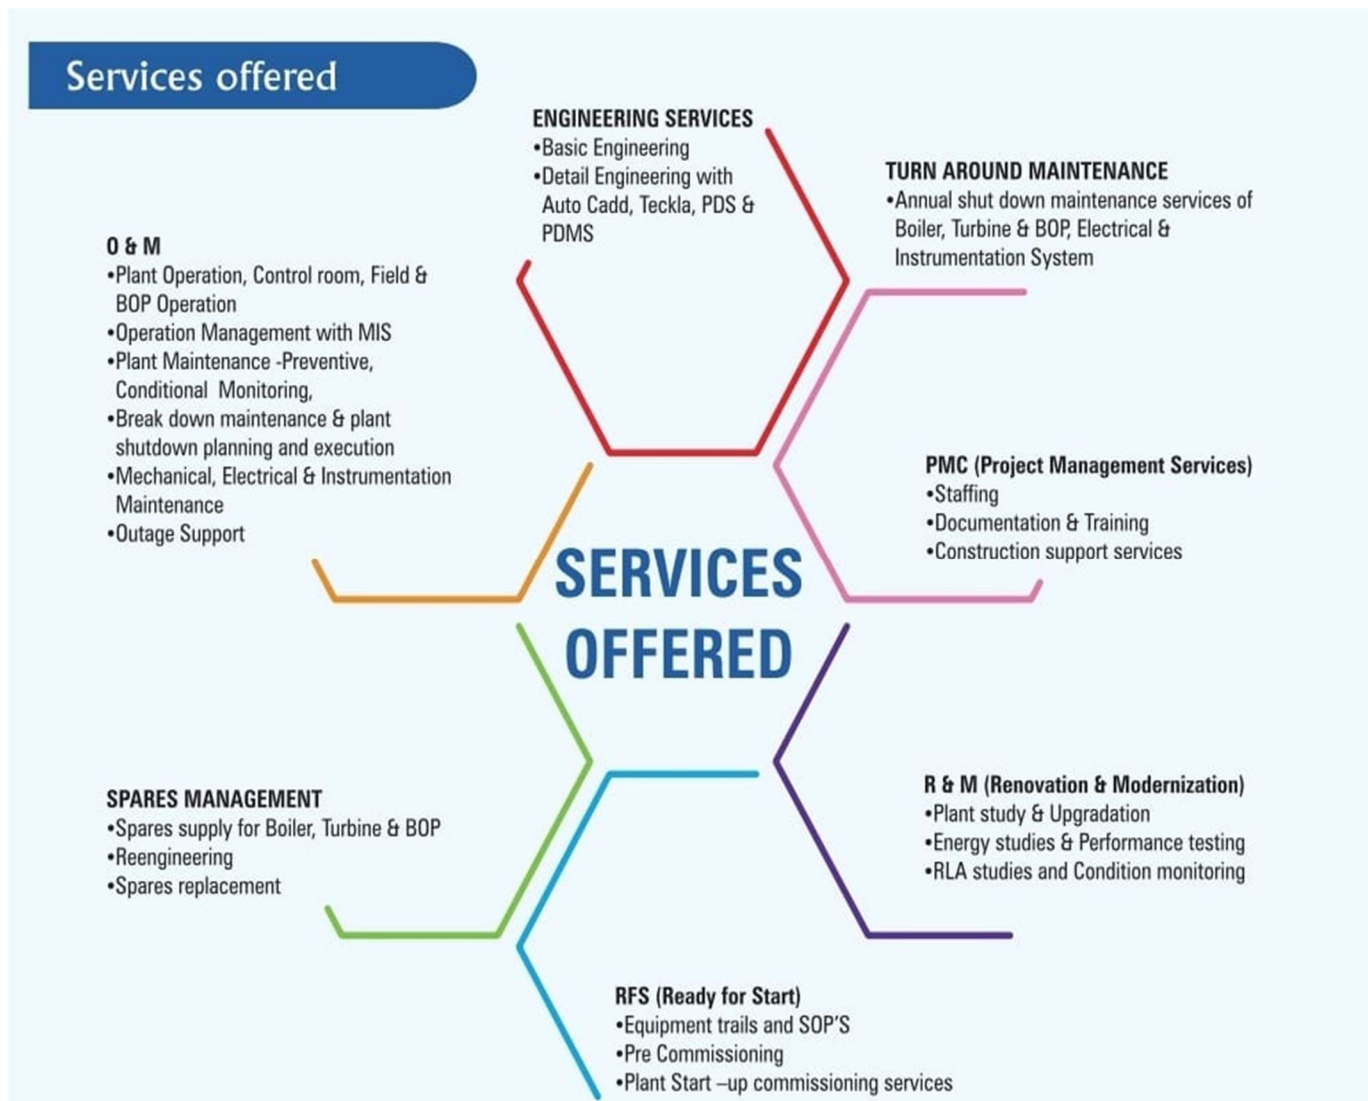 Services offered
ENGINEERING SERVICES
•Basic Engineering
•Detail Engineering with
Auto Cadd, Teckla, PDS &
PDMS
TURN AROUND MAINTENANCE
•Annual shut down maintenance services of
Boiler, Turbine & BOP, Electrical &
Instrumentation System
O & M
•Plant Operation, Control room, Field &
BOP Operation
•Operation Management with MIS
•Plant Maintenance -Preventive,
Conditional Monitoring,
•Break down maintenance & plant
shutdown planning and execution
•Mechanical, Electrical & Instrumentation
Maintenance
•Outage Support
PMC (Project Management Services)
•Staffing
•Documentation & Training
•Construction support services
SERVICES
OFFERED
SPARES MANAGEMENT
•Spares supply for Boiler, Turbine & BOP
•Reengineering
•Spares replacement
R & M (Renovation & Modernization)
•Plant study & Upgradation
•Energy studies & Performance testing
•RLA studies and Condition monitoring
RFS (Ready for Start)
•Equipment trails and SOP'S
•Pre Commissioning
•Plant Start –up commissioning services